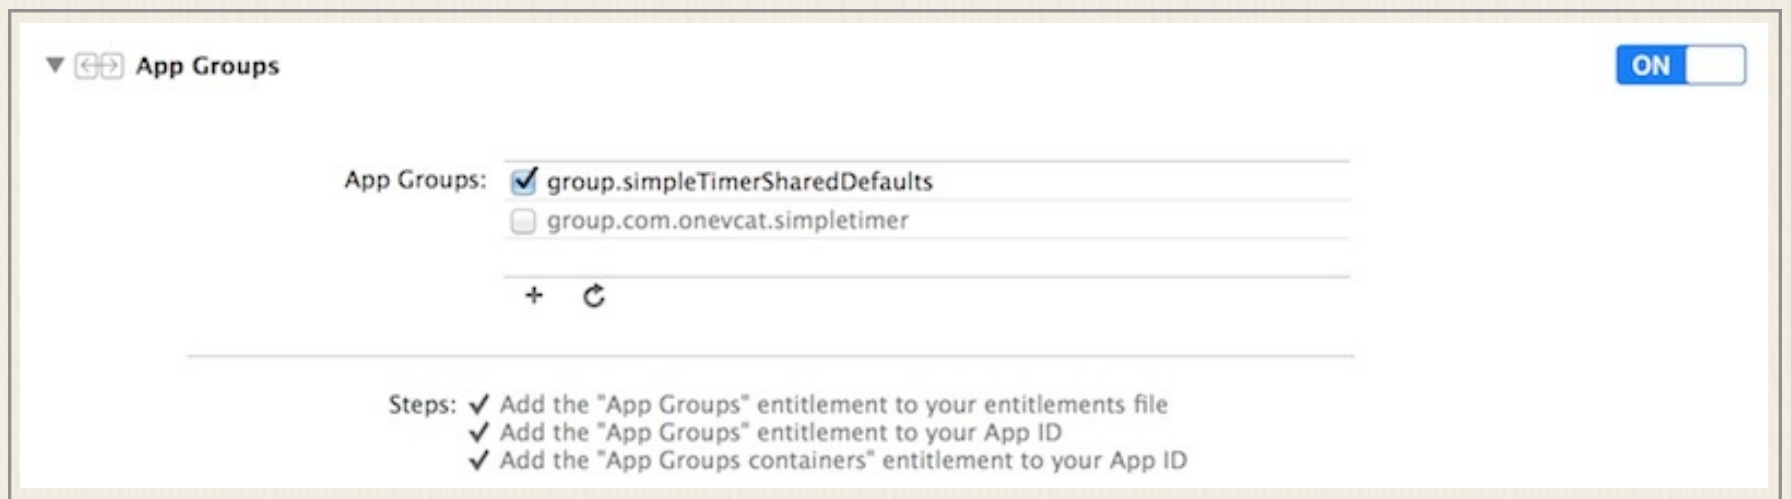 App Groups
ON
App Groups: group.simpleTimerSharedDefaults
group.com.onevcat.simpletimer
Steps: Add the "App Groups" entitlement to your entitlements file
Add the "App Groups" entitlement to your App ID
Add the "App Groups containers" entitlement to your App ID